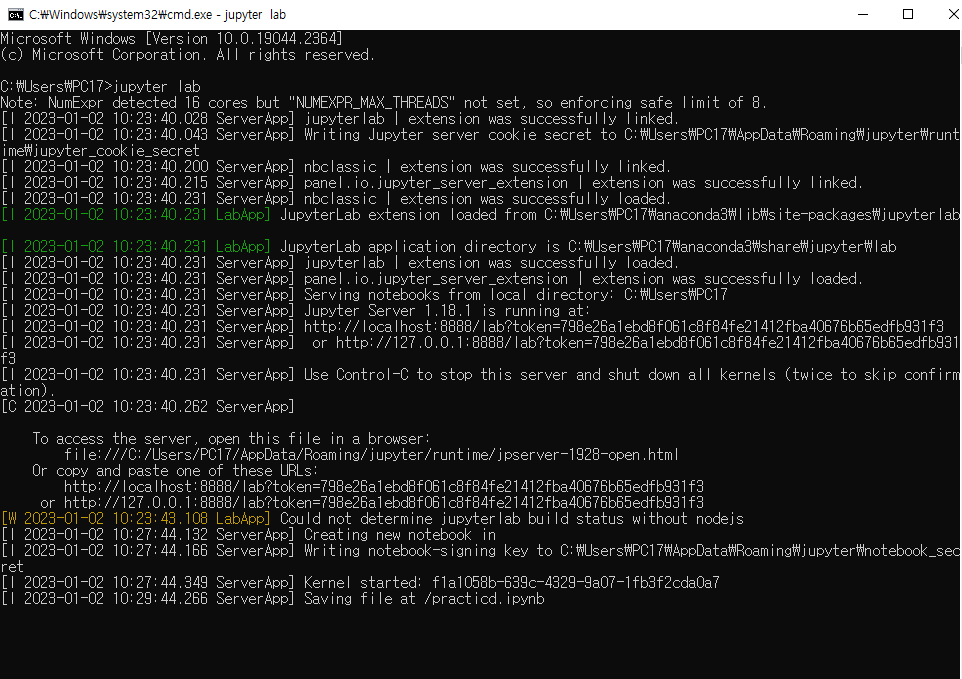 C:₩Windows₩system32₩cmd.exe - jupyter lab
Microsoft Windows [Version 10.0.19044.2364]
(c) Microsoft Corporation. All rights reserved.
C:₩Users₩PC17>jupyter lab
Note: NumExpr detected 16 cores but "NUMEXPR_MAX_THREADS" not set, so enforcing safe limit of 8.
[I 2023-01-02 10:23:40.028 ServerApp] jupyterlab | extension was successfully linked.
[I 2023-01-02 10:23:40.043 ServerApp] Writing Jupyter server cookie secret to C:₩Users₩PC17₩AppData₩Roaming₩jupyter₩runt
ime₩jupyter_cookie_secret
[I 2023-01-02 10:23:40.200 ServerApp] nbclassic | extension was successfully linked.
[I 2023-01-02 10:23:40.215 ServerApp] panel.io.jupyter_server_extension | extension was successfully linked.
[I 2023-01-02 10:23:40.231 ServerApp] nbclassic | extension was successfully loaded.
[I 2023-01-02 10:23:40.231 LabApp] JupyterLab extension loaded from C:₩Users₩PC17₩anaconda3₩lib₩site-packages₩jupyterlab
[I 2023-01-02 10:23:40.231 LabApp] JupyterLab application directory is C:₩Users₩PC17₩anaconda3₩share₩jupyter₩lab
[I 2023-01-02 10:23:40.231 ServerApp] jupyterlab | extension was successfully loaded.
[I 2023-01-02 10:23:40.231 ServerApp] panel.io.jupyter_server_extension | extension was successfully loaded.
[I 2023-01-02 10:23:40.231 ServerApp] Serving notebooks from local directory: C:₩Users₩PC17
[I 2023-01-02 10:23:40.231 ServerApp] Jupyter Server 1.18.1 is running at:
[I 2023-01-02 10:23:40.231 ServerApp] http://localhost:8888/lab?token=798e26a1ebd8f061c8f84fe21412fba40676b65edfb931f3
[I 2023-01-02 10:23:40.231 ServerApp]  or http://127.0.0.1:8888/lab?token=798e26a1ebd8f061c8f84fe21412fba40676b65edfb931
f3
[I 2023-01-02 10:23:40.231 ServerApp] Use Control-C to stop this server and shut down all kernels (twice to skip confirm
ation).
[C 2023-01-02 10:23:40.262 ServerApp]
To access the server, open this file in a browser:
file:///C:/Users/PC17/AppData/Roaming/jupyter/runtime/jpserver-1928-open.html
Or copy and paste one of these URLs:
http://localhost:8888/lab?token=798e26a1ebd8f061c8f84fe21412fba40676b65edfb931f3
or http://127.0.0.1:8888/lab?token=798e26a1ebd8f061c8f84fe21412fba40676b65edfb931f3
[W 2023-01-02 10:23:43.108 LabApp] Could not determine jupyterlab build status without nodejs
[I 2023-01-02 10:27:44.132 ServerApp] Creating new notebook in
[I 2023-01-02 10:27:44.166 ServerApp] Writing notebook-signing key to C:₩Users₩PC17₩AppData₩Roaming₩jupyter₩notebook_sec
ret
[I 2023-01-02 10:27:44.349 ServerApp] Kernel started: f1a1058b-639c-4329-9a07-1fb3f2cda0a7
[I 2023-01-02 10:29:44.266 ServerApp] Saving file at /practicd.ipynb